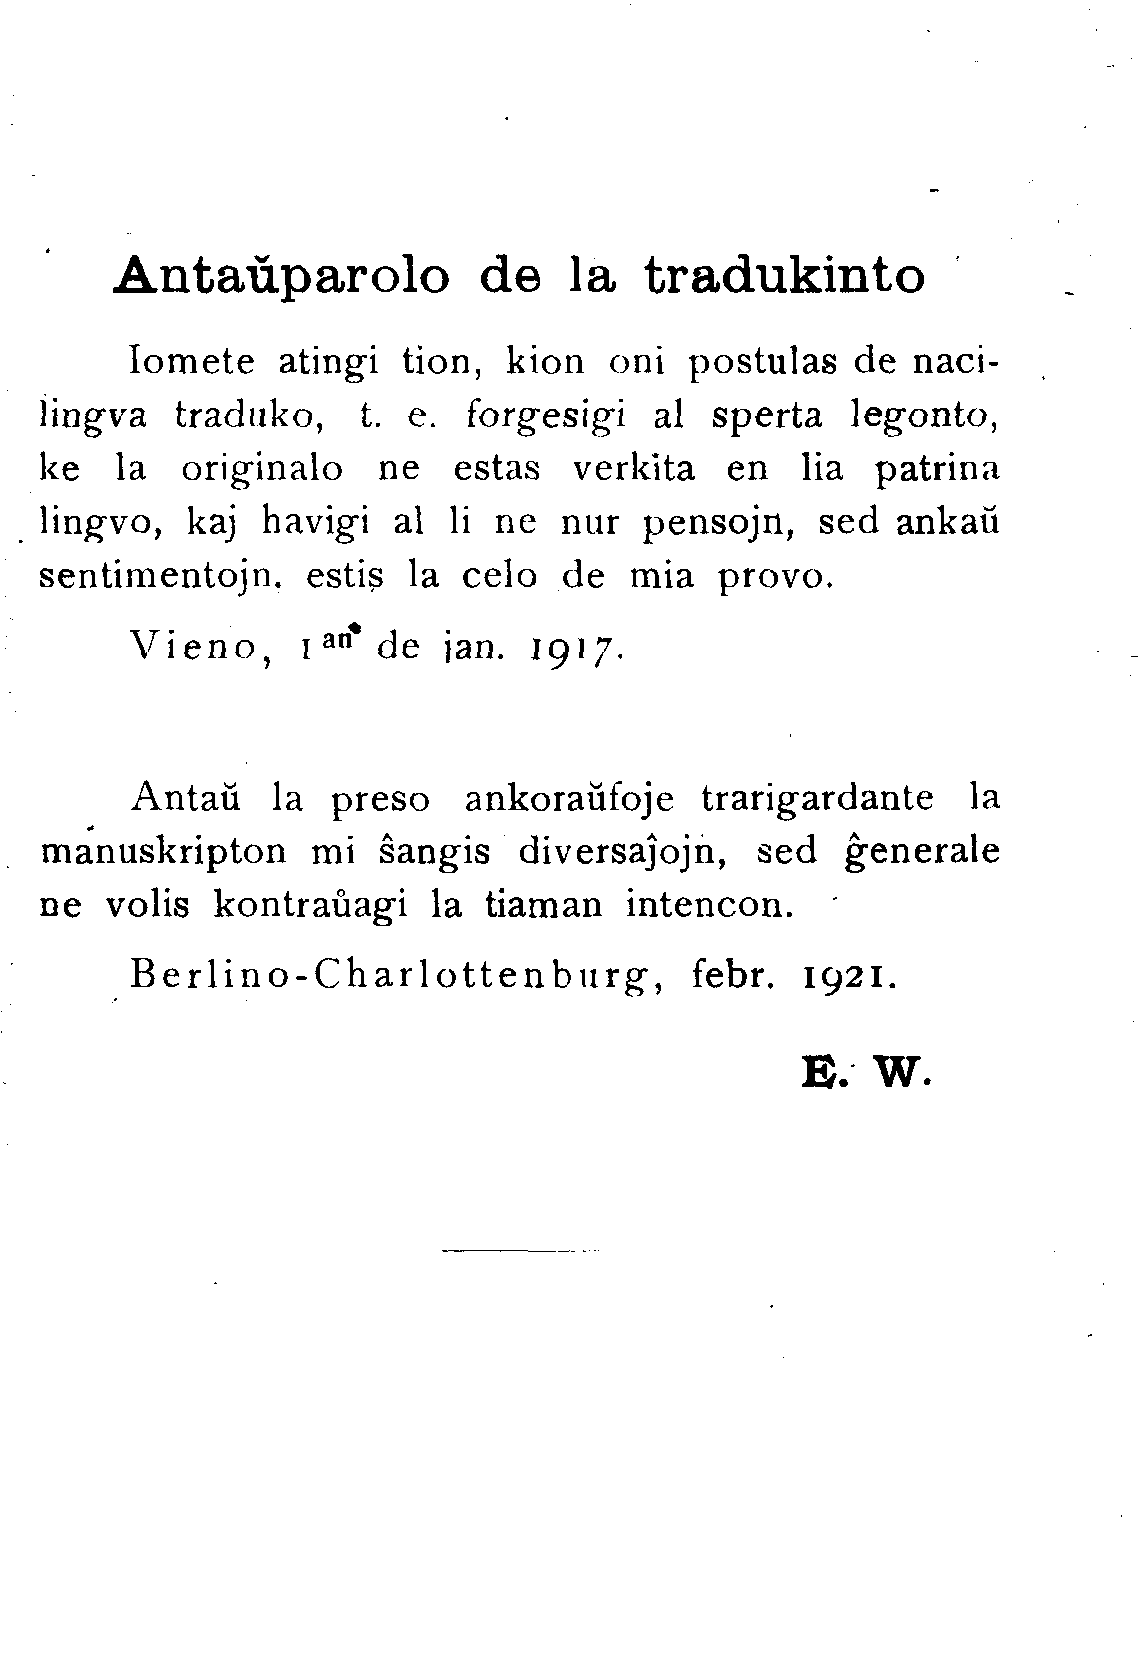 Antaŭparolo de la tradukinto
Iomete atingi tion, kion oni postulas de naci-
lingva traduko, t. e. forgesigi al sperta legonto,
ke la originalo ne estas verkita en lia patrina
lingvo, kaj havigi al li ne nur pensojn, sed ankaŭ
sentimentojn. estis la celo de mia provo.
Vieno, 1an de jan. 1917.
Antaŭ la preso ankoraŭfoje trarigardante la
manuskripton mi ŝangis diversaĵojn, sed ĝenerale
ne volis kontraŭagi la tiaman intencon.
Berlino-Charlottenburg, febr. 1921.
E. W.